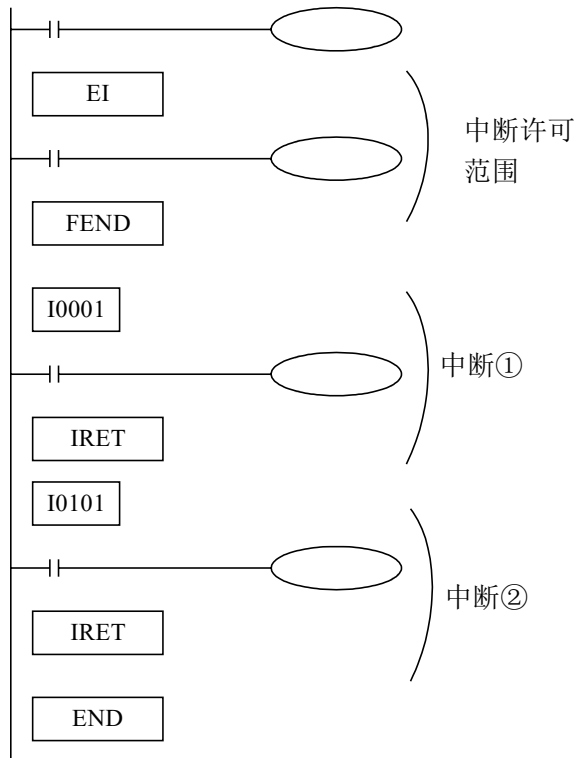 EI
中断许可
范围
FEND
I0001
中断①
IRET
I0101
中断②
IRET
END